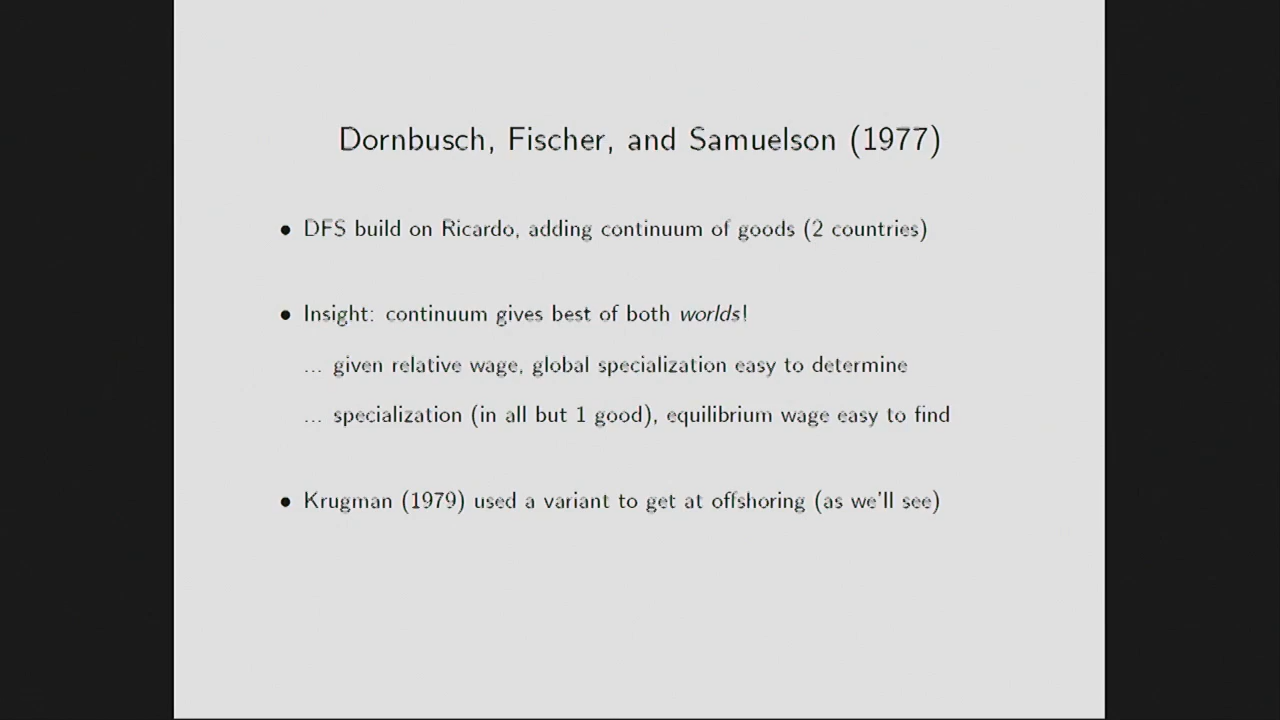 Dornbusch, Fischer, and Samuelson (1977)
• DFS build on Ricardo, adding continuum of goods (2 countries)
• Insight: continuum gives best of both worlds!
... given relative wage, global specialization easy to determine
... specialization (in all but 1 good), equilibrium wage easy to find
• Krugman (1979) used a variant to get at offshoring (as we'll see)